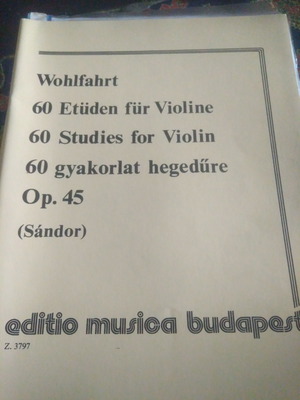 Wohlfahrt
60 Etüden für Violine
60 Studies for Violin
60 gyakorlat hegedűre
Op. 45
(Sándor)
editio musica budapest
Z. 3797